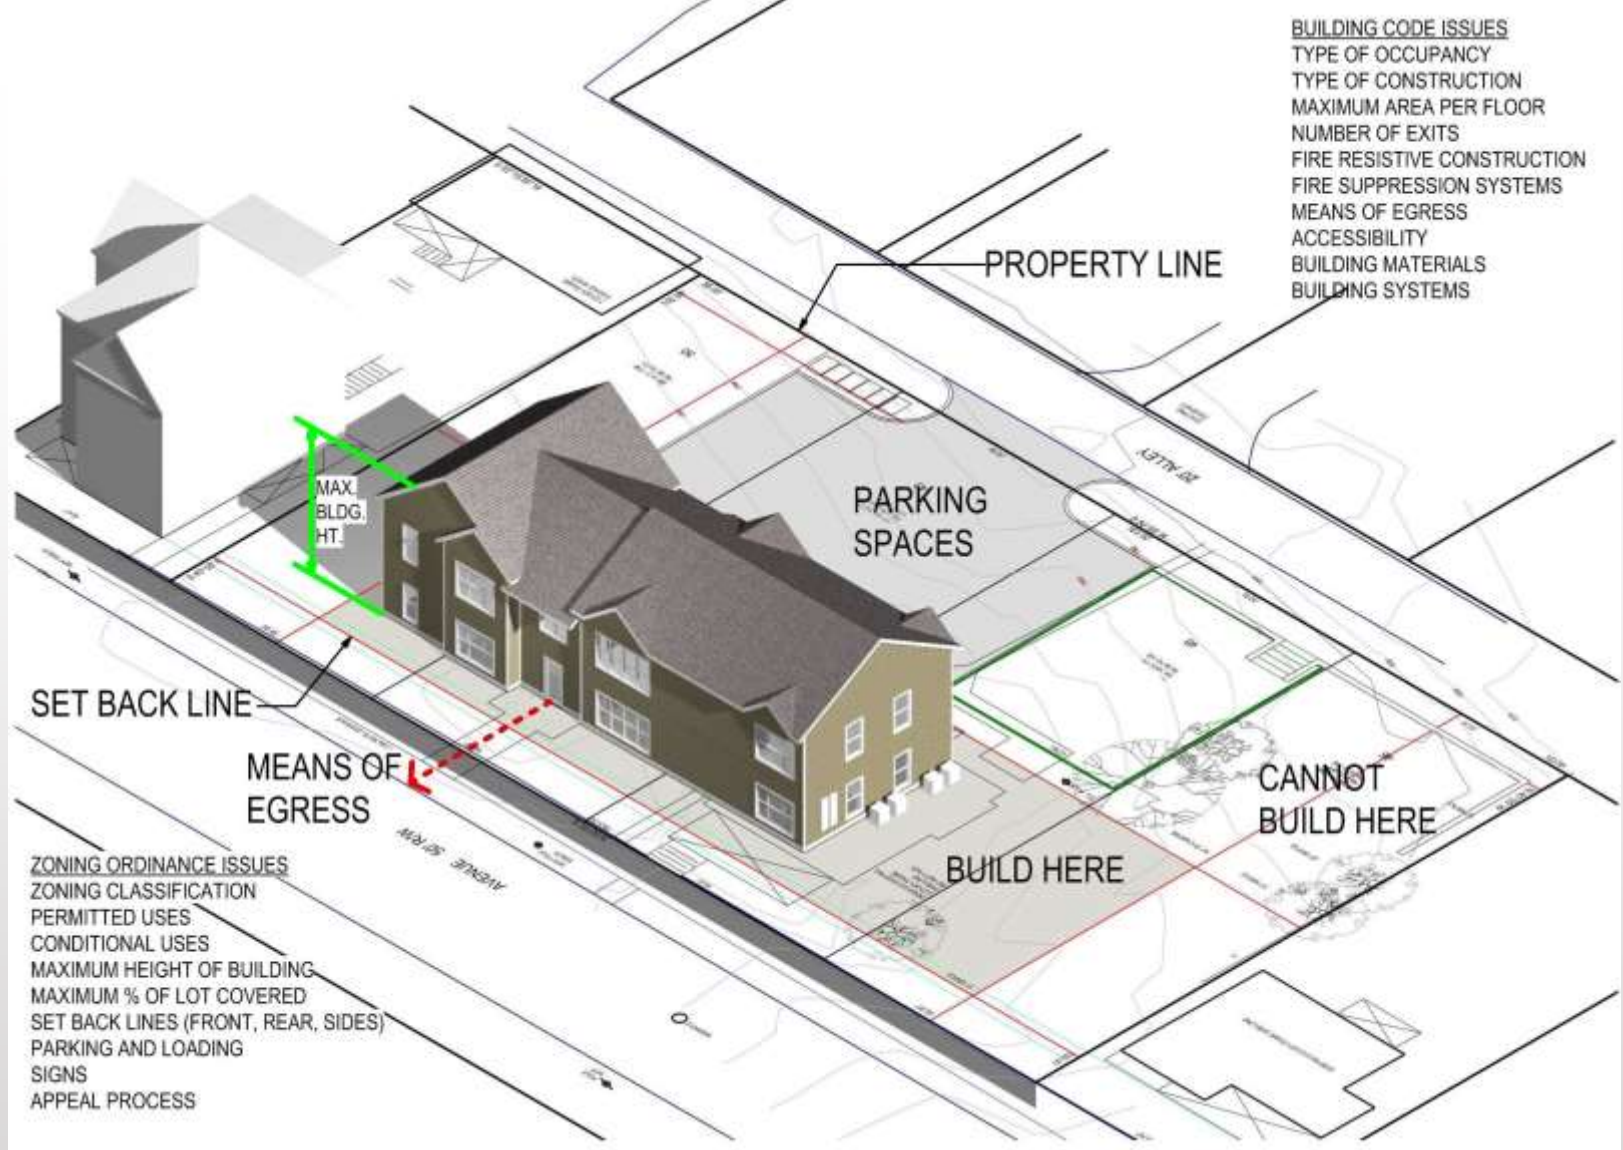 BUILDING CODE ISSUES
TYPE OF OCCUPANCY
TYPE OF CONSTRUCTION
MAXIMUM AREA PER FLOOR
NUMBER OF EXITS
FIRE RESISTIVE CONSTRUCTION
FIRE SUPPRESSION SYSTEMS
MEANS OF EGRESS
ACCESSIBILITY
BUILDING MATERIALS
BUILDING SYSTEMS
PROPERTY LINE
20' ALLEY
MAX.
BLDG.
HT.
PARKING
SPACES
SET BACK LINE
MEANS OF
EGRESS
CANNOT
BUILD HERE
BUILD HERE
AVENUE 50' R/W
ZONING ORDINANCE ISSUES
ZONING CLASSIFICATION
PERMITTED USES
CONDITIONAL USES
MAXIMUM HEIGHT OF BUILDING
MAXIMUM % OF LOT COVERED
SET BACK LINES (FRONT, REAR, SIDES)
PARKING AND LOADING
SIGNS
APPEAL PROCESS